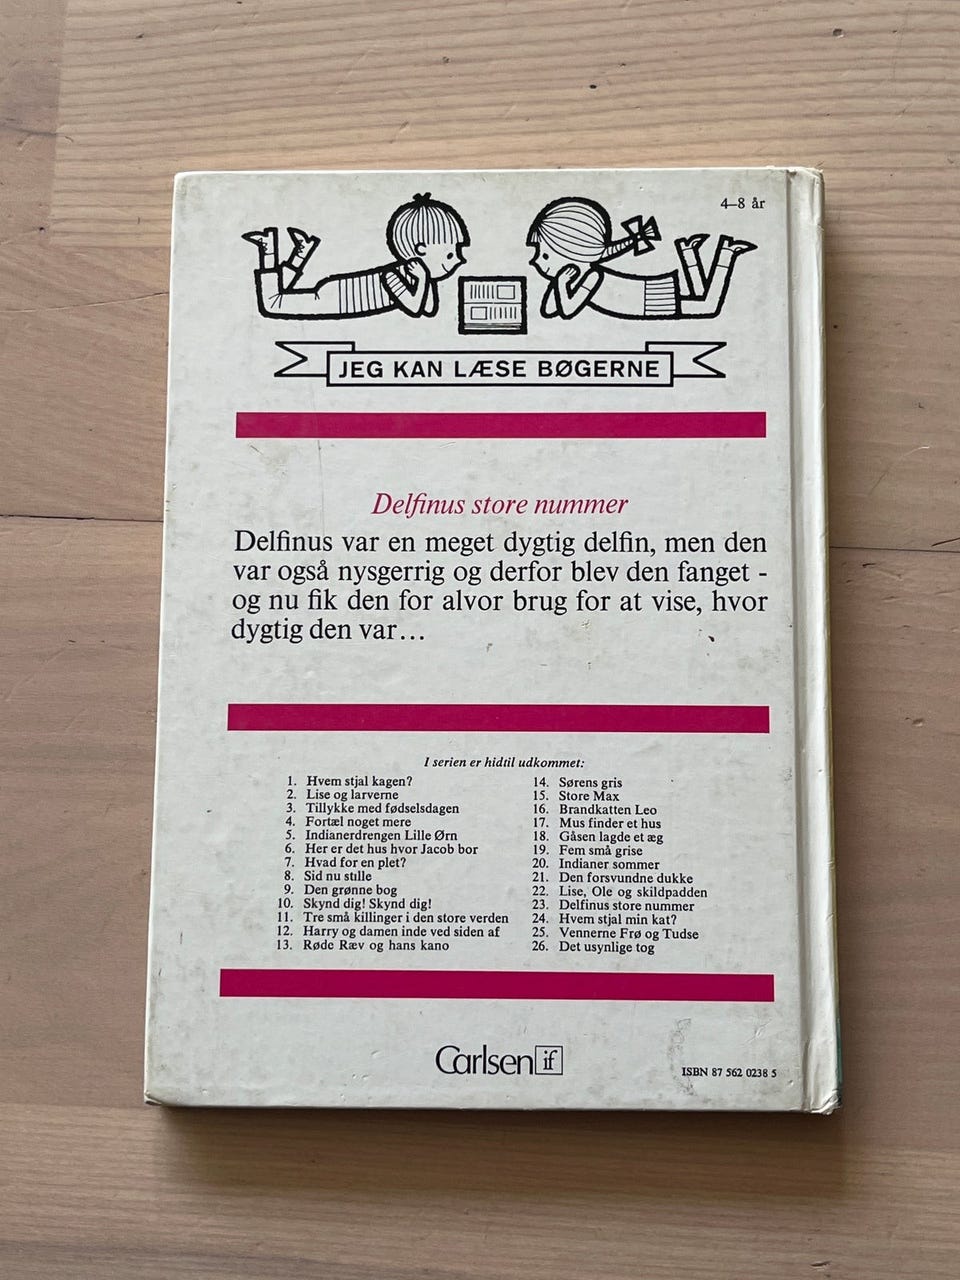 4–8 år
JEG KAN LÆSE BØGERNE
Delfinus store nummer
Delfinus var en meget dygtig delfin, men den
var også nysgerrig og derfor blev den fanget -
og nu fik den for alvor brug for at vise, hvor
dygtig den var…
I serien er hidtil udkommet:
1. Hvem stjal kagen?
2. Lise og larverne
3. Tillykke med fødselsdagen
4. Fortæl noget mere
5. Indianerdrengen Lille Ørn
6. Her er det hus hvor Jacob bor
7. Hvad for en plet?
8. Sid nu stille
9. Den grønne bog
10. Skynd dig! Skynd dig!
11. Tre små killinger i den store verden
12. Harry og damen inde ved siden af
13. Røde Ræv og hans kano
14. Sørens gris
15. Store Max
16. Brandkatten Leo
17. Mus finder et hus
18. Gåsen lagde et æg
19. Fem små grise
20. Indianer sommer
21. Den forsvundne dukke
22. Lise, Ole og skildpadden
23. Delfinus store nummer
24. Hvem stjal min kat?
25. Vennerne Frø og Tudse
26. Det usynlige tog
Carlsen if
ISBN 87 562 0238 5